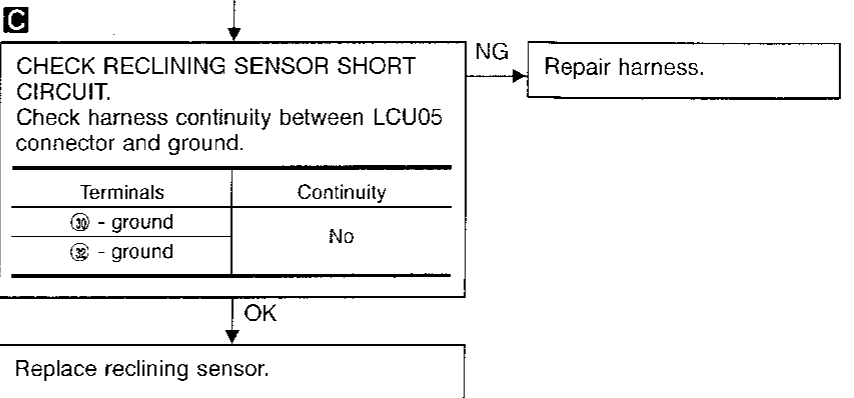 C
CHECK RECLINING SENSOR SHORT
CIRCUIT.
Check harness continuity between LCU05
connector and ground.
Terminals Continuity
㉚ - ground
No
㉜ - ground
NG
Repair harness.
OK
Replace reclining sensor.